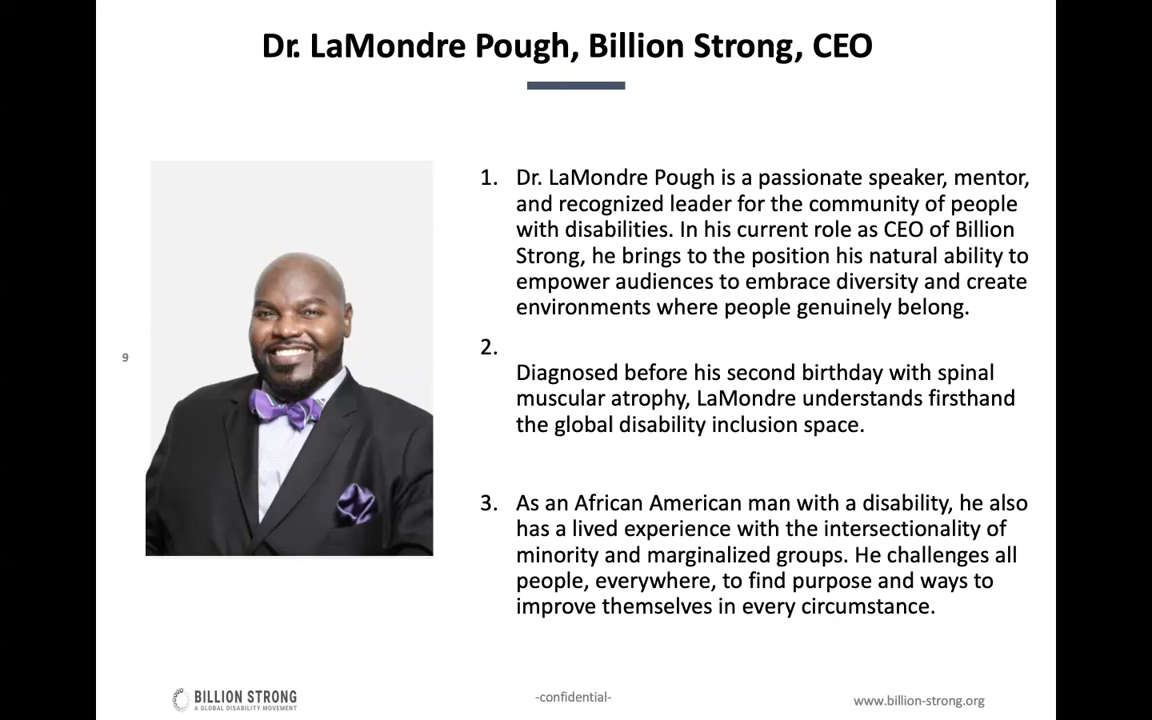 Dr. LaMondre Pough, Billion Strong, CEO
1. Dr. LaMondre Pough is a passionate speaker, mentor,
and recognized leader for the community of people
with disabilities. In his current role as CEO of Billion
Strong, he brings to the position his natural ability to
empower audiences to embrace diversity and create
environments where people genuinely belong.
2.
Diagnosed before his second birthday with spinal
muscular atrophy, LaMondre understands firsthand
the global disability inclusion space.
3. As an African American man with a disability, he also
has a lived experience with the intersectionality of
minority and marginalized groups. He challenges all
people, everywhere, to find purpose and ways to
improve themselves in every circumstance.
9
BILLION STRONG
A GLOBAL DISABILITY MOVEMENT
-confidential-
www.billion-strong.org